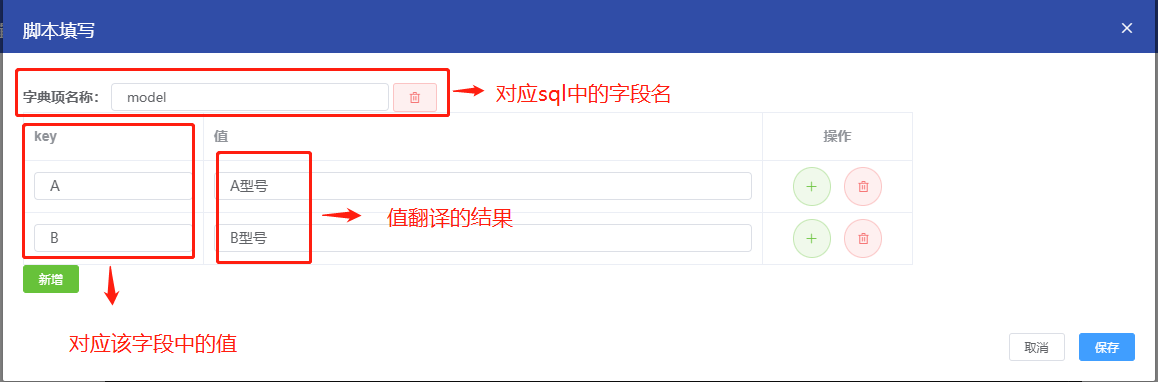 脚本填写
字典项名称： model
对应sql中的字段名
key 值 操作
A A型号
值翻译的结果
B B型号
新增
对应该字段中的值
取消 保存